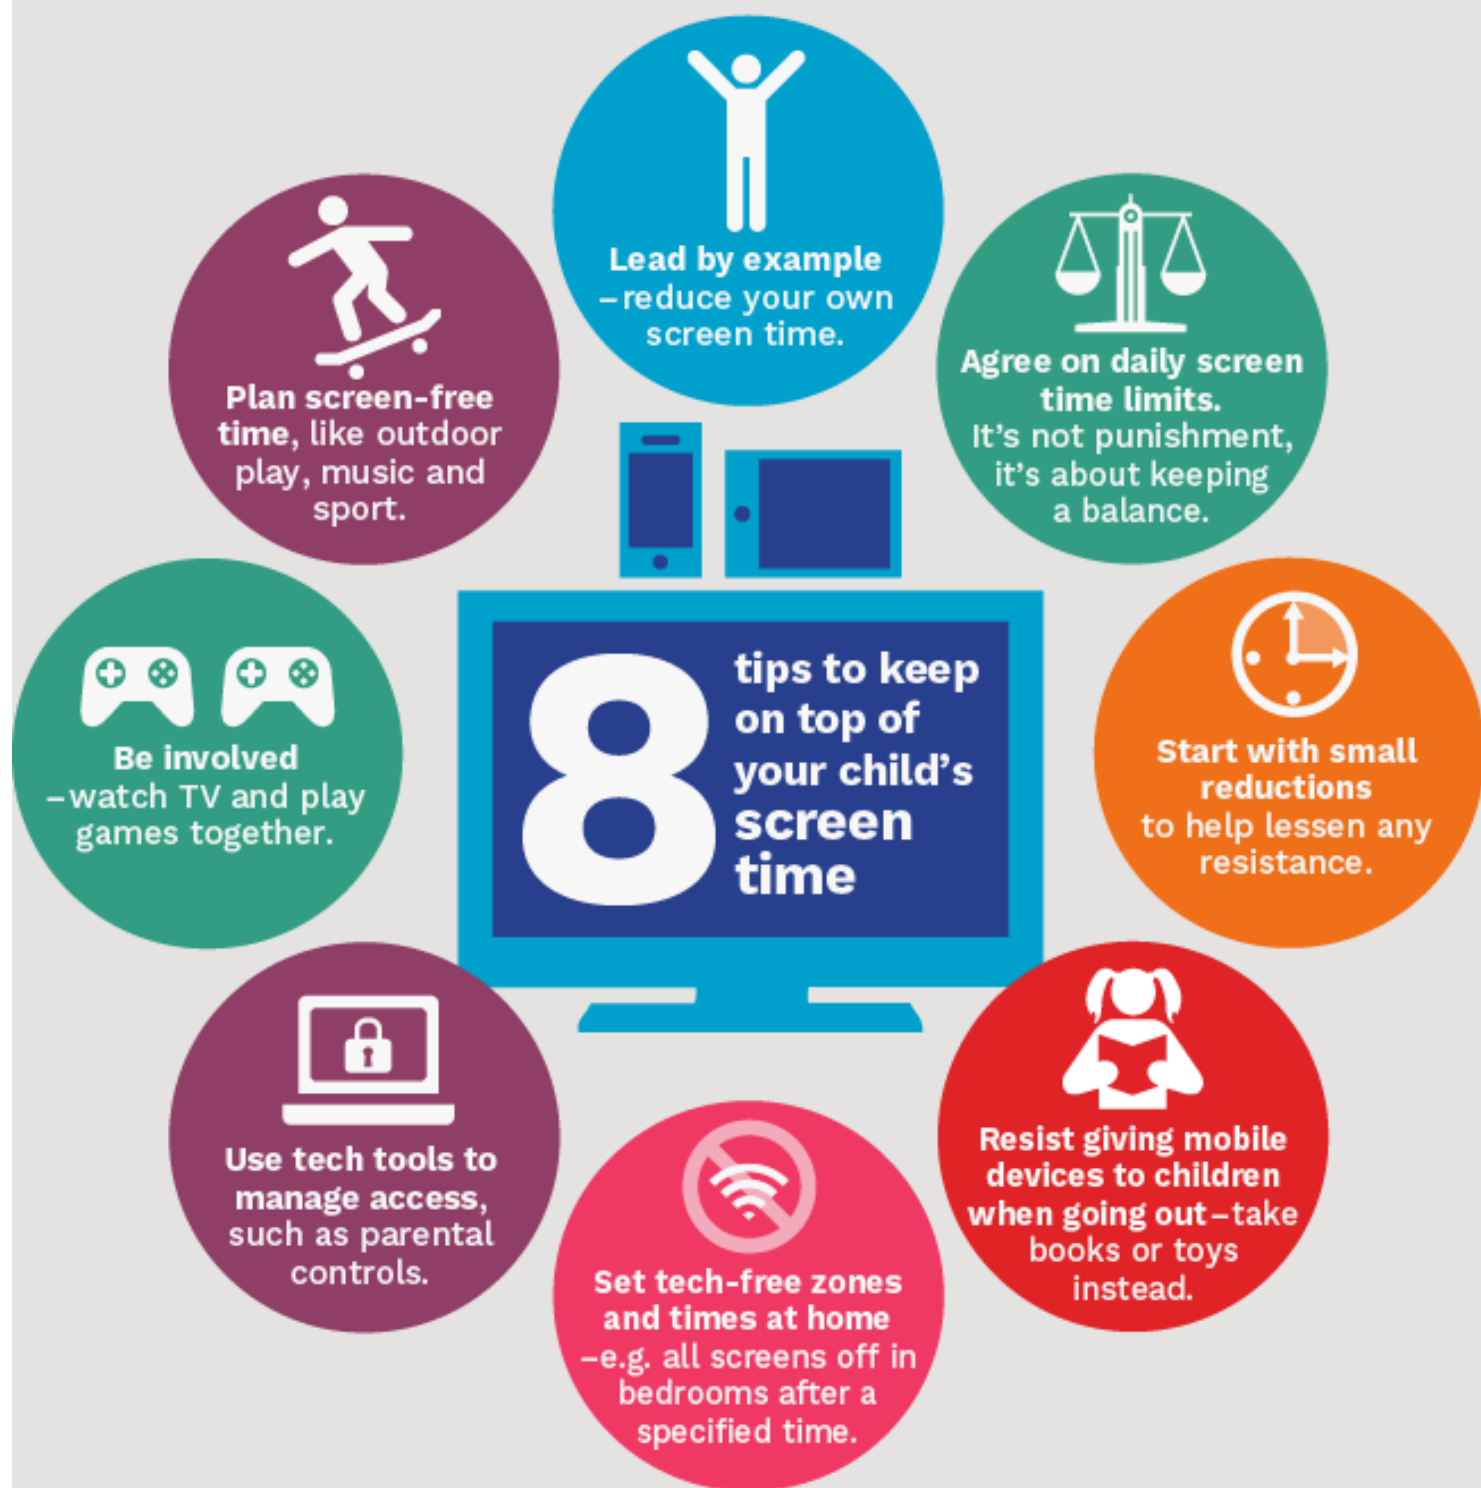 8
tips to keep
on top of
your child’s
screen
time
Lead by example
–reduce your own
screen time.
Agree on daily screen
time limits.
It’s not punishment,
it’s about keeping
a balance.
Start with small
reductions
to help lessen any
resistance.
Resist giving mobile
devices to children
when going out–take
books or toys
instead.
Set tech-free zones
and times at home
–e.g. all screens off in
bedrooms after a
specified time.
Use tech tools to
manage access,
such as parental
controls.
Be involved
–watch TV and play
games together.
Plan screen-free
time, like outdoor
play, music and
sport.